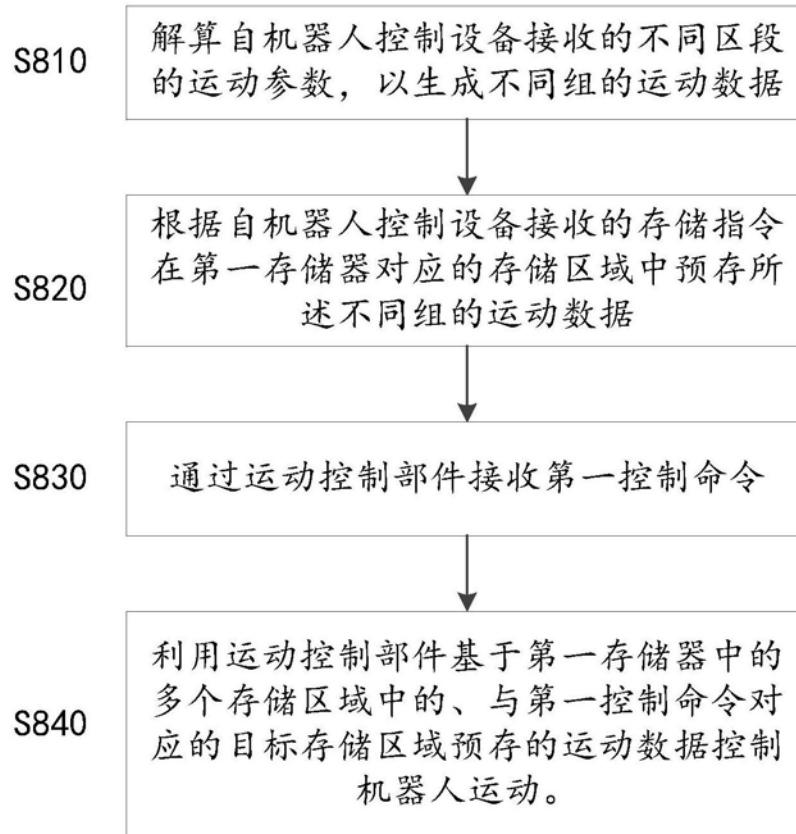 S810
解算自机器人控制设备接收的不同区段
的运动参数，以生成不同组的运动数据
S820
根据自机器人控制设备接收的存储指令
在第一存储器对应的存储区域中预存所
述不同组的运动数据
S830
通过运动控制部件接收第一控制命令
S840
利用运动控制部件基于第一存储器中的
多个存储区域中的、与第一控制命令对
应的目标存储区域预存的运动数据控制
机器人运动。